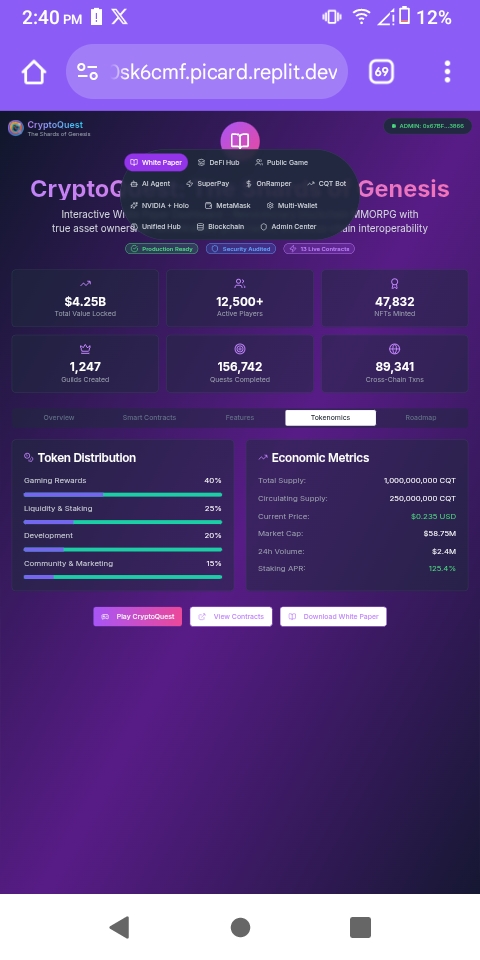 2:40 PM
12%
0sk6cmf.picard.replit.dev
69
CryptoQuest
The Shards of Genesis
ADMIN: 0x67BF...3866
White Paper
DeFi Hub
Public Game
AI Agent
SuperPay
OnRamper
CQT Bot
NVIDIA + Holo
MetaMask
Multi-Wallet
Unified Hub
Blockchain
Admin Center
Genesis
Interactive
MMORPG with
true asset
interoperability
Production Ready
Security Audited
13 Live Contracts
$4.25B
Total Value Locked
12,500+
Active Players
47,832
NFTs Minted
1,247
Guilds Created
156,742
Quests Completed
89,341
Cross-Chain Txns
Overview
Smart Contracts
Features
Tokenomics
Roadmap
Token Distribution
Gaming Rewards 40%
Liquidity & Staking 25%
Development 20%
Community & Marketing 15%
Economic Metrics
Total Supply: 1,000,000,000 CQT
Circulating Supply: 250,000,000 CQT
Current Price: $0.235 USD
Market Cap: $58.75M
24h Volume: $2.4M
Staking APR: 125.4%
Play CryptoQuest
View Contracts
Download White Paper